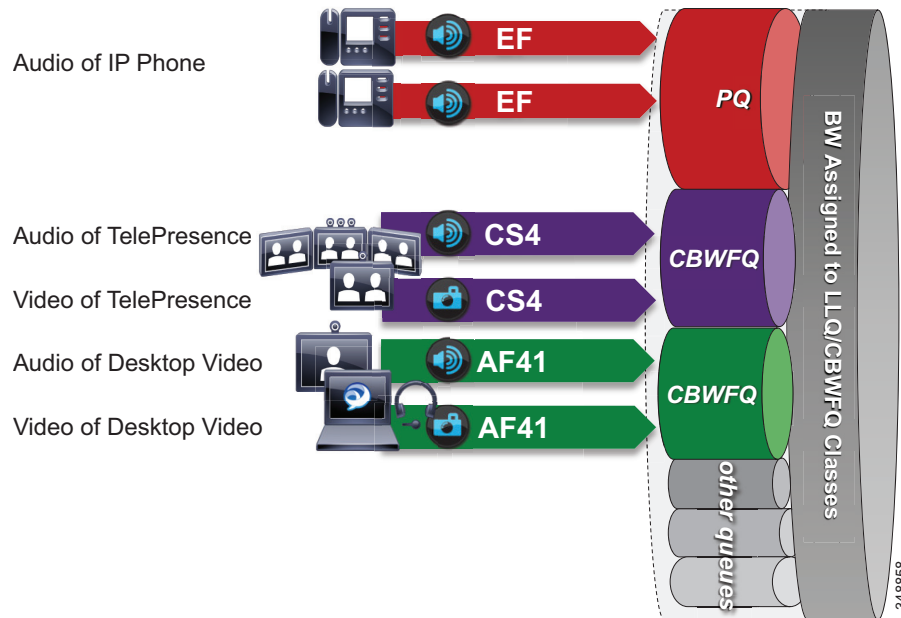 Audio of IP Phone
EF
EF
PQ
Audio of TelePresence
CS4
Video of TelePresence
CS4
CBWFQ
Audio of Desktop Video
AF41
Video of Desktop Video
AF41
CBWFQ
other queues
BW Assigned to LLQ/CBWFQ Classes
348858